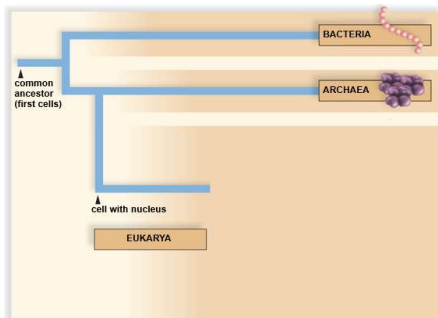 BACTERIA
common
ancestor
(first cells)
ARCHAEA
cell with nucleus
EUKARYA